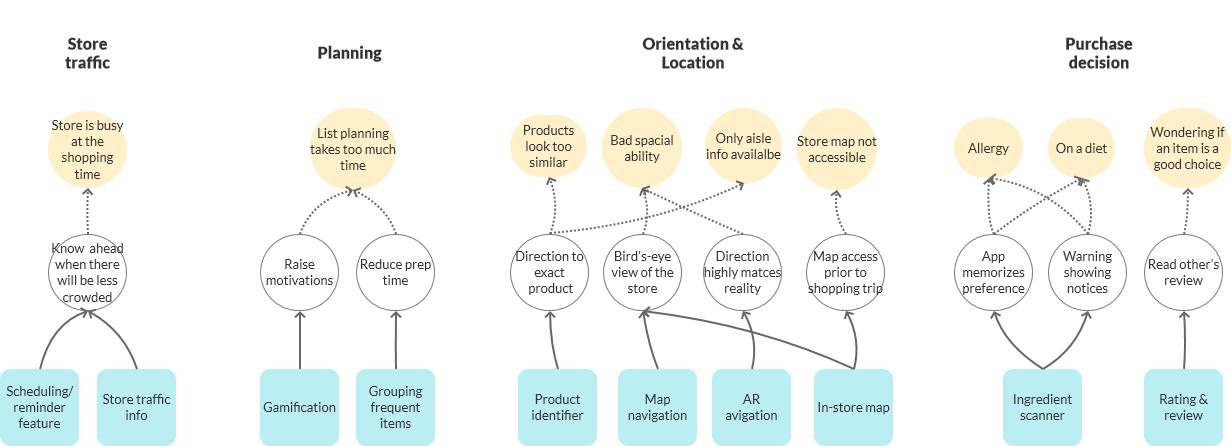 Store
traffic
Planning
Orientation &
Location
Purchase
decision
Store is busy
at the
shopping
time
List planning
takes too much
time
Products
look too
similar
Bad spacial
ability
Only aisle
info availalbe
Store map not
accessible
Allergy
On a diet
Wondering if
an item is a
good choice
Know ahead
when there
will be less
crowded
Raise
motivations
Reduce prep
time
Direction to
exact
product
Bird's-eye
view of the
store
Direction
highly matces
reality
Map access
prior to
shopping trip
App
memorizes
preference
Warning
showing
notices
Read other's
review
Scheduling/
reminder
feature
Store traffic
info
Gamification
Grouping
frequent
items
Product
identifier
Map
navigation
AR
avigation
In-store map
Ingredient
scanner
Rating &
review